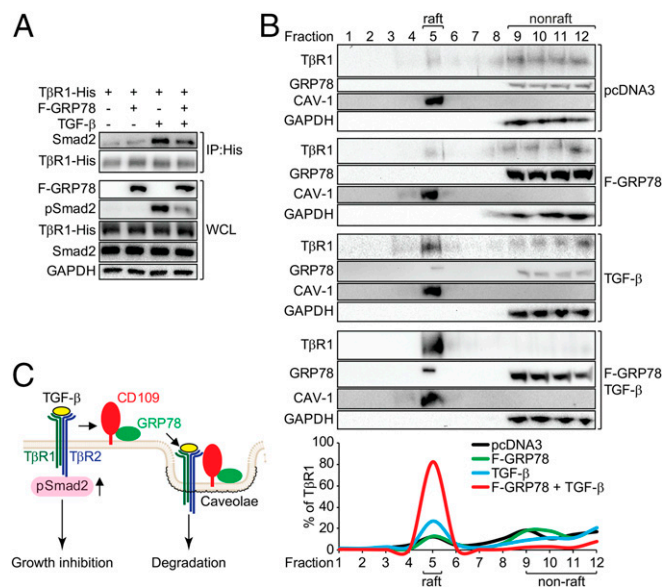 A
TβR1-His + + + +
F-GRP78 - + - +
TGF-β - - + +
Smad2
TβR1-His
IP:His
F-GRP78
pSmad2
TβR1-His
Smad2
GAPDH
WCL
B
raft nonraft
Fraction 1 2 3 4 5 6 7 8 9 10 11 12
TβR1
GRP78
CAV-1
GAPDH
pcDNA3
TβR1
GRP78
CAV-1
GAPDH
F-GRP78
TβR1
GRP78
CAV-1
GAPDH
TGF-β
TβR1
GRP78
CAV-1
GAPDH
F-GRP78
TGF-β
% of TβR1
100
80
60
40
20
0
pcDNA3
F-GRP78
TGF-β
F-GRP78 + TGF-β
Fraction 1 2 3 4 5 6 7 8 9 10 11 12
raft non-raft
C
TGF-β
CD109
GRP78
TβR1 TβR2
pSmad2
Caveolae
Growth inhibition
Degradation